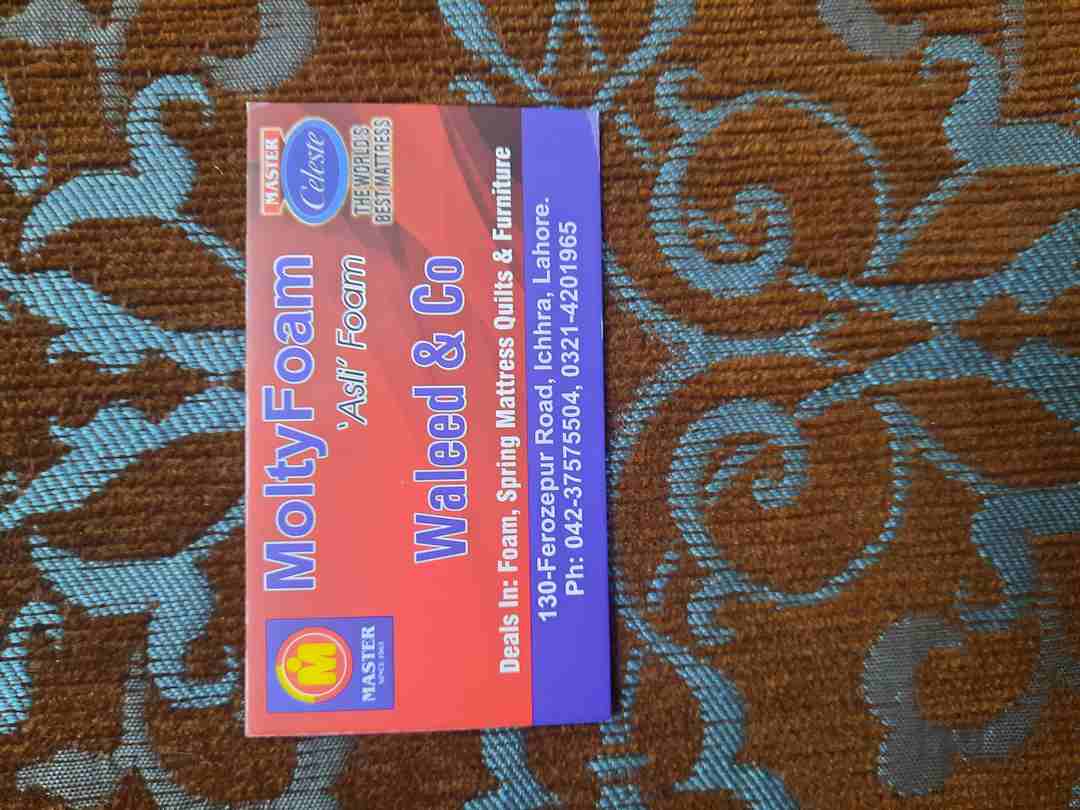 MASTER
SINCE 1963
MoltyFoam
'Asli' Foam
MASTER
Celeste
THE WORLD'S
BEST MATTRESS
Waleed & Co
Deals In: Foam, Spring Mattress Quilts & Furniture
130-Ferozepur Road, Ichhra, Lahore.
Ph: 042-37575504, 0321-4201965